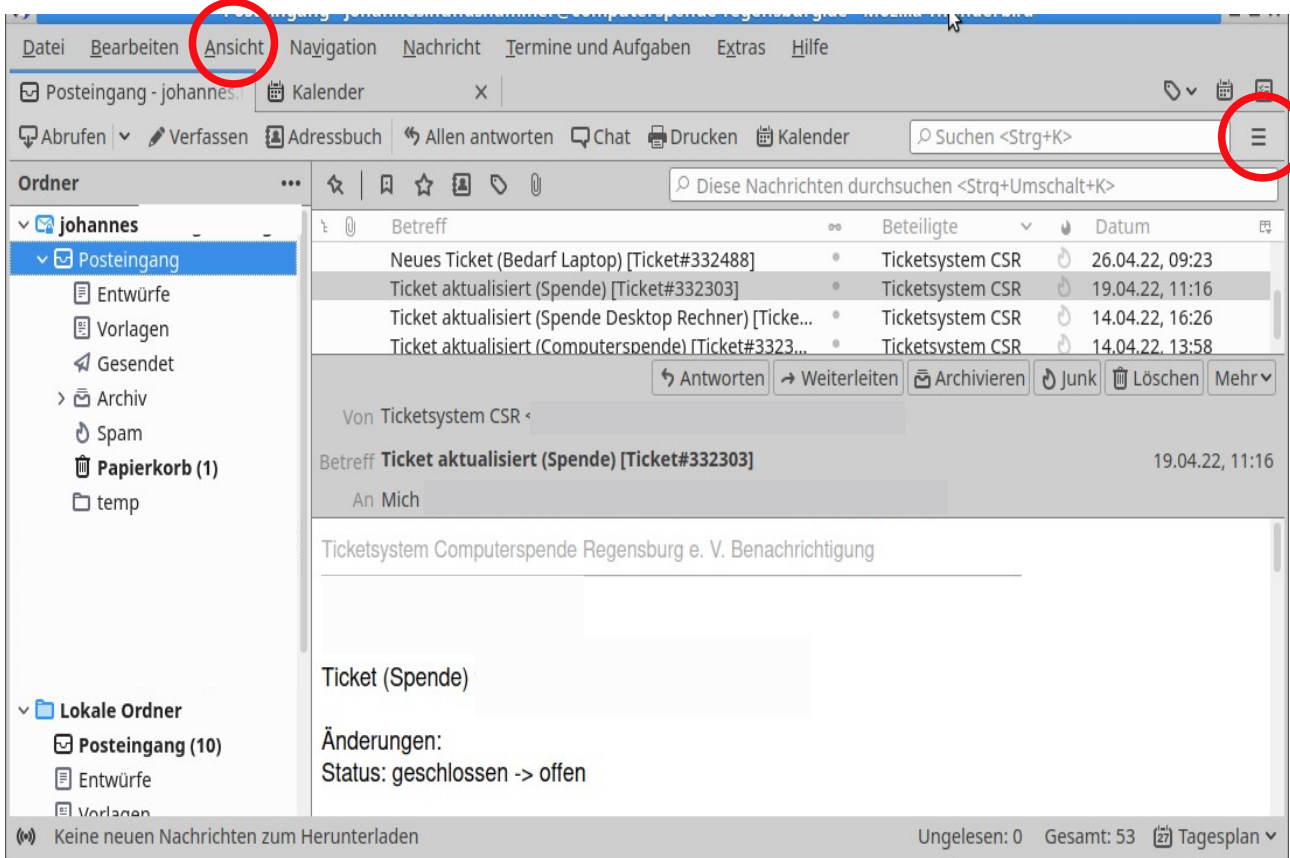 Datei Bearbeiten Ansicht Navigation Nachricht Termine und Aufgaben Extras Hilfe
Posteingang - johannes. Kalender
Abrufen Verfassen Adressbuch Allen antworten Chat Drucken Kalender Suchen <Strg+K>
Ordner Diese Nachrichten durchsuchen <Strg+Umschalt+K>
johannes Betreff Beteiligte Datum
Posteingang Neues Ticket (Bedarf Laptop) [Ticket#332488] Ticketsystem CSR 26.04.22, 09:23
Entwürfe Ticket aktualisiert (Spende) [Ticket#332303] Ticketsystem CSR 19.04.22, 11:16
Vorlagen Ticket aktualisiert (Spende Desktop Rechner) [Ticke... Ticketsystem CSR 14.04.22, 16:26
Ticket aktualisiert (Computerspende) [Ticket#3323... Ticketsystem CSR 14.04.22, 13:58
Gesendet
Antworten Weiterleiten Archivieren Junk Löschen Mehr
Archiv
Von Ticketsystem CSR <
Spam
Betreff Ticket aktualisiert (Spende) [Ticket#332303] 19.04.22, 11:16
Papierkorb (1)
An Mich
temp
Ticketsystem Computerspende Regensburg e. V. Benachrichtigung
Ticket (Spende)
Lokale Ordner
Änderungen:
Posteingang (10)
Status: geschlossen -> offen
Entwürfe
Vorlagen
Keine neuen Nachrichten zum Herunterladen Ungelesen: 0 Gesamt: 53 27 Tagesplan